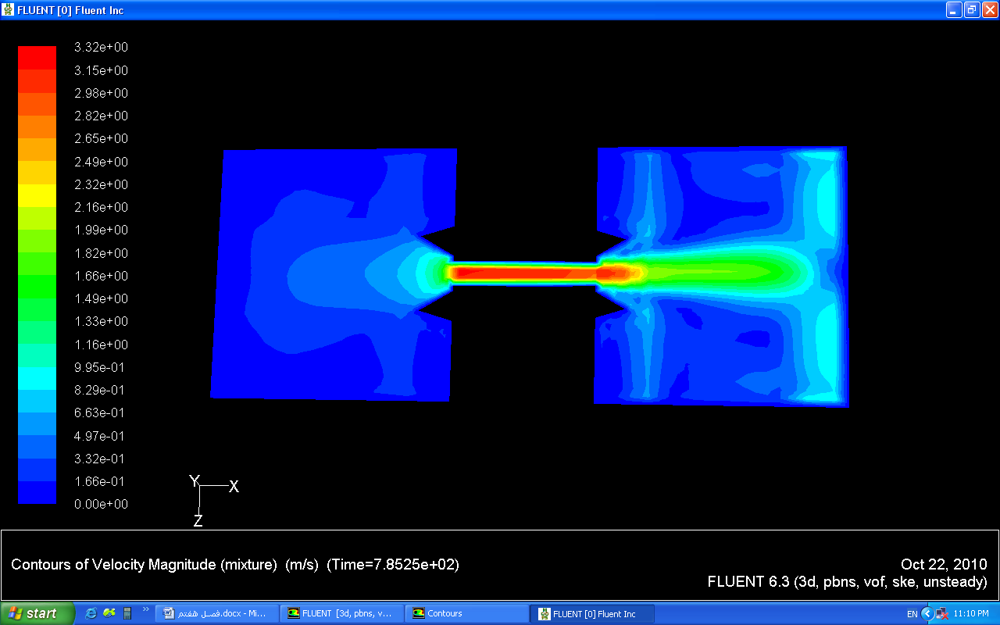 FLUENT [0] Fluent Inc
3.32e+00
3.15e+00
2.98e+00
2.82e+00
2.65e+00
2.49e+00
2.32e+00
2.16e+00
1.99e+00
1.82e+00
1.66e+00
1.49e+00
1.33e+00
1.16e+00
9.95e-01
8.29e-01
6.63e-01
4.97e-01
3.32e-01
1.66e-01
0.00e+00
Y
X
Z
Contours of Velocity Magnitude (mixture) (m/s) (Time=7.8525e+02)
Oct 22, 2010
FLUENT 6.3 (3d, pbns, vof, ske, unsteady)
start
فصل هفتم.docx - Mi...
FLUENT [3d, pbns, v...
Contours
FLUENT [0] Fluent Inc
EN
11:10 PM